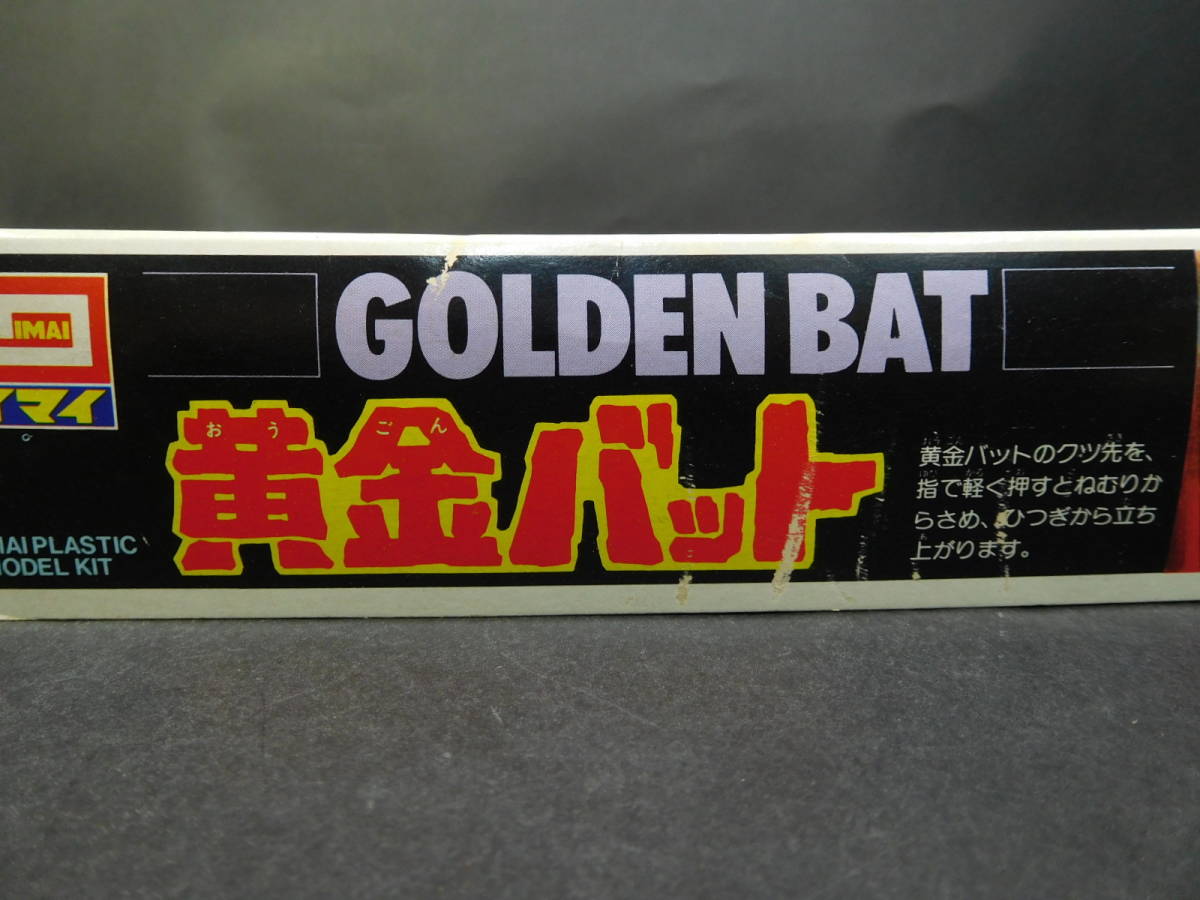 IMAI
イマイ
GOLDEN BAT
おうごん
黄金バット
黄金バットのクツ先を、
指で軽く押すとねむりか
らさめ、ひつぎから立ち
上がります。
MAI PLASTIC
MODEL KIT